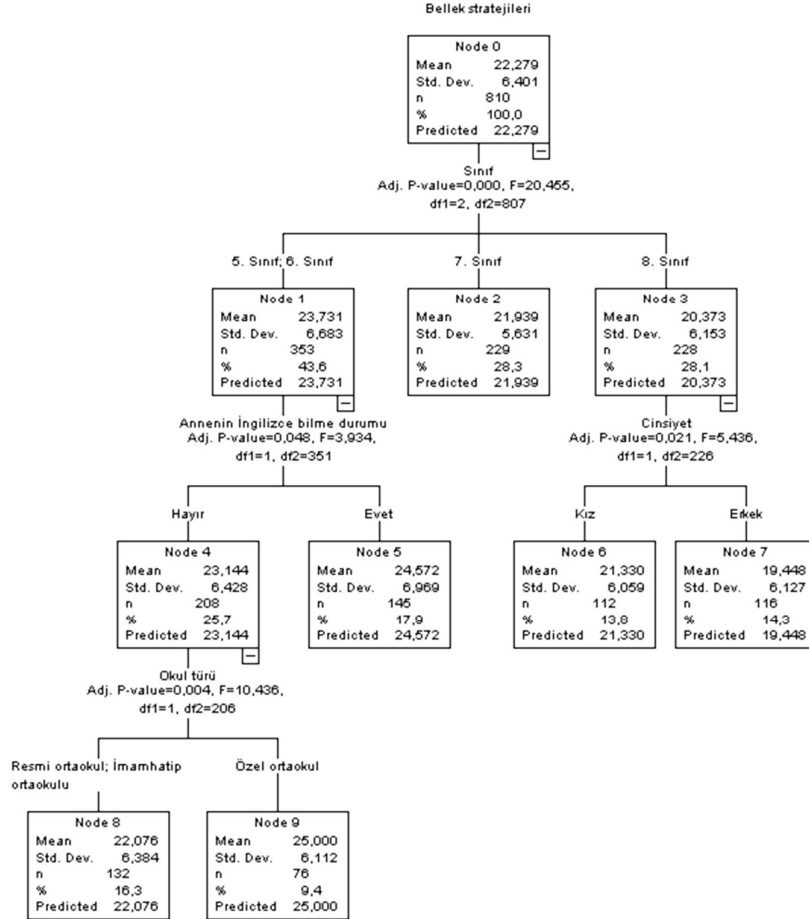 Bellek stratejileri
Node 0
Mean 22,279
Std. Dev. 6,401
n 810
% 100,0
Predicted 22,279
Sınıf
Adj. P-value=0,000, F=20,455,
df1=2, df2=807
5. Sınıf; 6. Sınıf
7. Sınıf
8. Sınıf
Node 1
Mean 23,731
Std. Dev. 6,683
n 353
% 43,6
Predicted 23,731
Node 2
Mean 21,939
Std. Dev. 5,631
n 229
% 28,3
Predicted 21,939
Node 3
Mean 20,373
Std. Dev. 6,153
n 228
% 28,1
Predicted 20,373
Annenin İngilizce bilme durumu
Adj. P-value=0,048, F=3,934,
df1=1, df2=351
Cinsiyet
Adj. P-value=0,021, F=5,436,
df1=1, df2=226
Hayır
Evet
Kız
Erkek
Node 4
Mean 23,144
Std. Dev. 6,428
n 208
% 25,7
Predicted 23,144
Node 5
Mean 24,572
Std. Dev. 6,969
n 145
% 17,9
Predicted 24,572
Node 6
Mean 21,330
Std. Dev. 6,059
n 112
% 13,8
Predicted 21,330
Node 7
Mean 19,448
Std. Dev. 6,127
n 116
% 14,3
Predicted 19,448
Okul türü
Adj. P-value=0,004, F=10,436,
df1=1, df2=206
Resmi ortaokul; İmamhatip
ortaokulu
Özel ortaokul
Node 8
Mean 22,076
Std. Dev. 6,384
n 132
% 16,3
Predicted 22,076
Node 9
Mean 25,000
Std. Dev. 6,112
n 76
% 9,4
Predicted 25,000